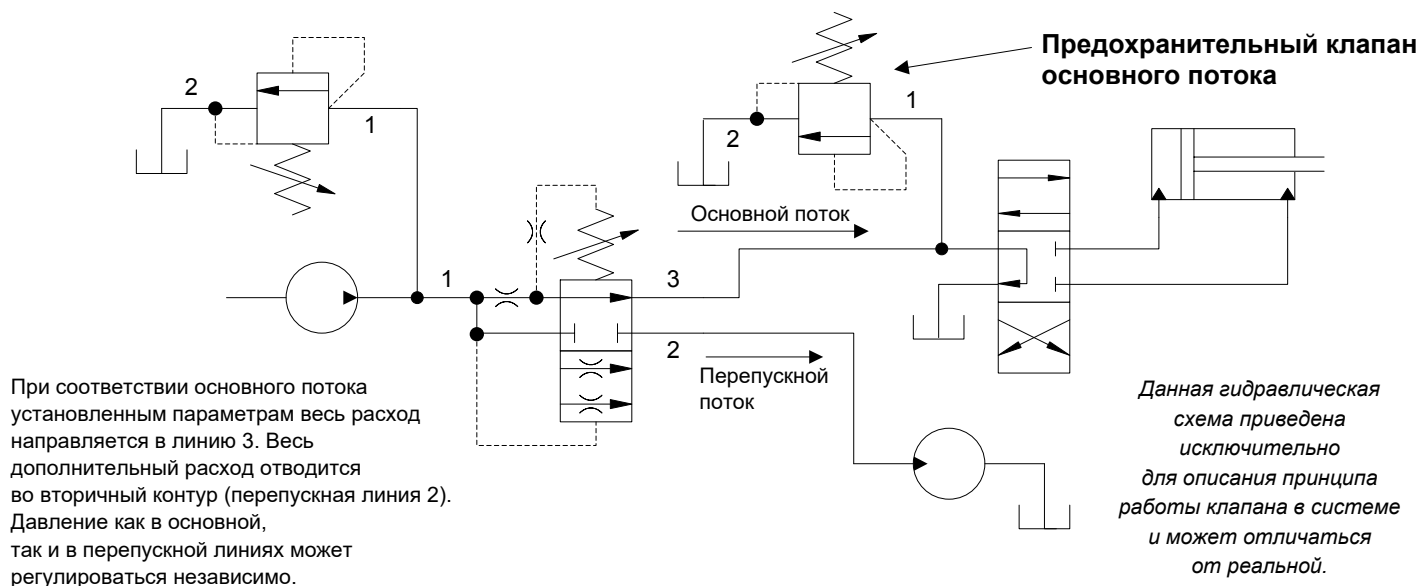 Предохранительный клапан
основного потока
2
1
1
2
Основной поток
1
3
2
Перепускной
поток
При соответствии основного потока
установленным параметрам весь расход
направляется в линию 3. Весь
дополнительный расход отводится
во вторичный контур (перепускная линия 2).
Давление как в основной,
так и в перепускной линиях может
регулироваться независимо.
Данная гидравлическая
схема приведена
исключительно
для описания принципа
работы клапана в системе
и может отличаться
от реальной.